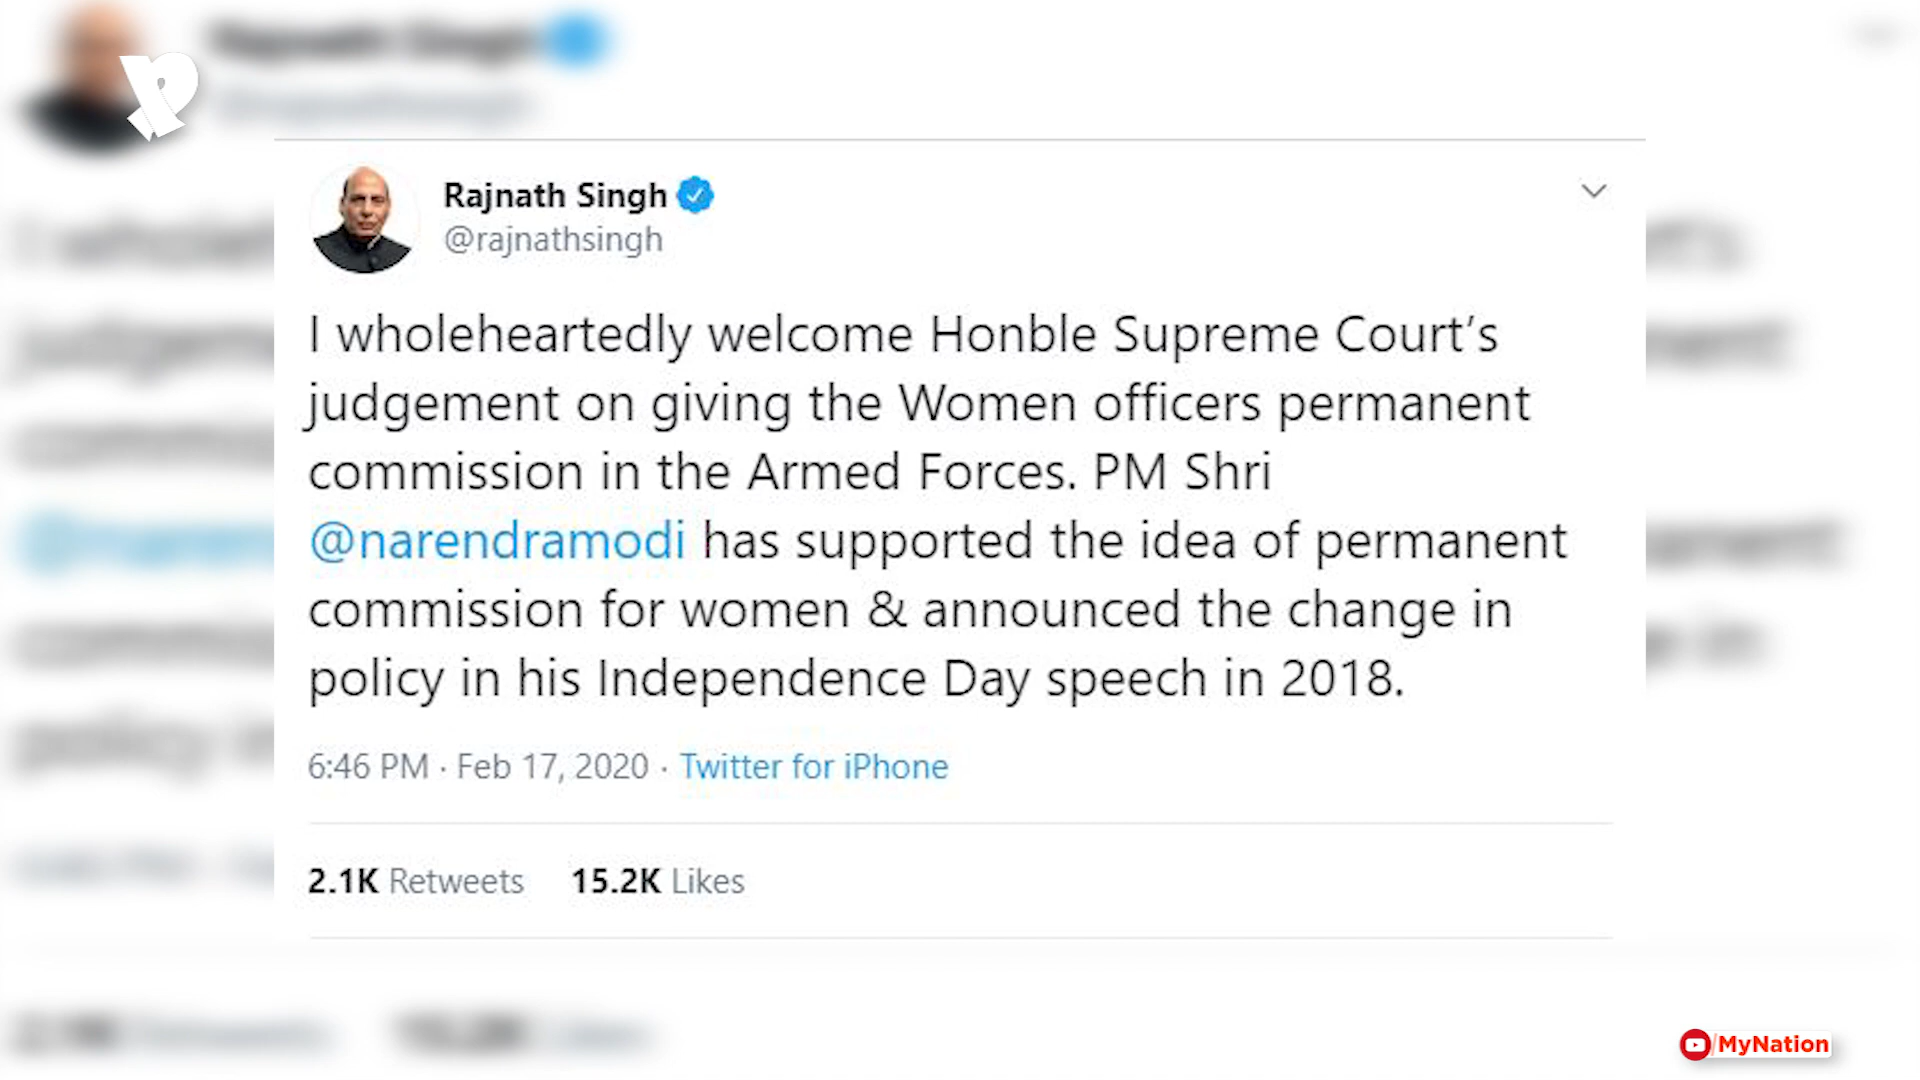 Rajnath Singh
@rajnathsingh
I wholeheartedly welcome Honble Supreme Court’s
judgement on giving the Women officers permanent
commission in the Armed Forces. PM Shri
@narendramodi has supported the idea of permanent
commission for women & announced the change in
policy in his Independence Day speech in 2018.
6:46 PM · Feb 17, 2020 · Twitter for iPhone
2.1K Retweets 15.2K Likes
/MyNation